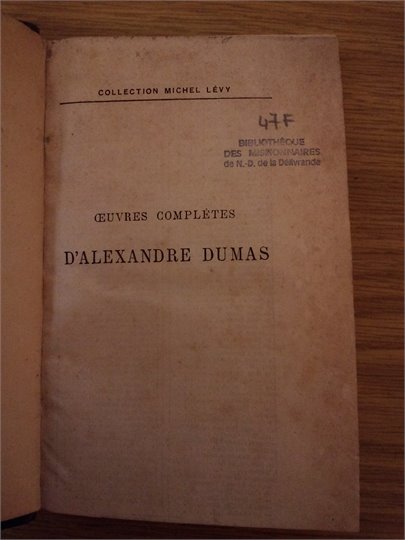 COLLECTION MICHEL LÉVY
47F
BIBLIOTHÈQUE
DES MISSIONNAIRES
de N.-D. de la Délivrande
ŒUVRES COMPLÈTES
D'ALEXANDRE DUMAS